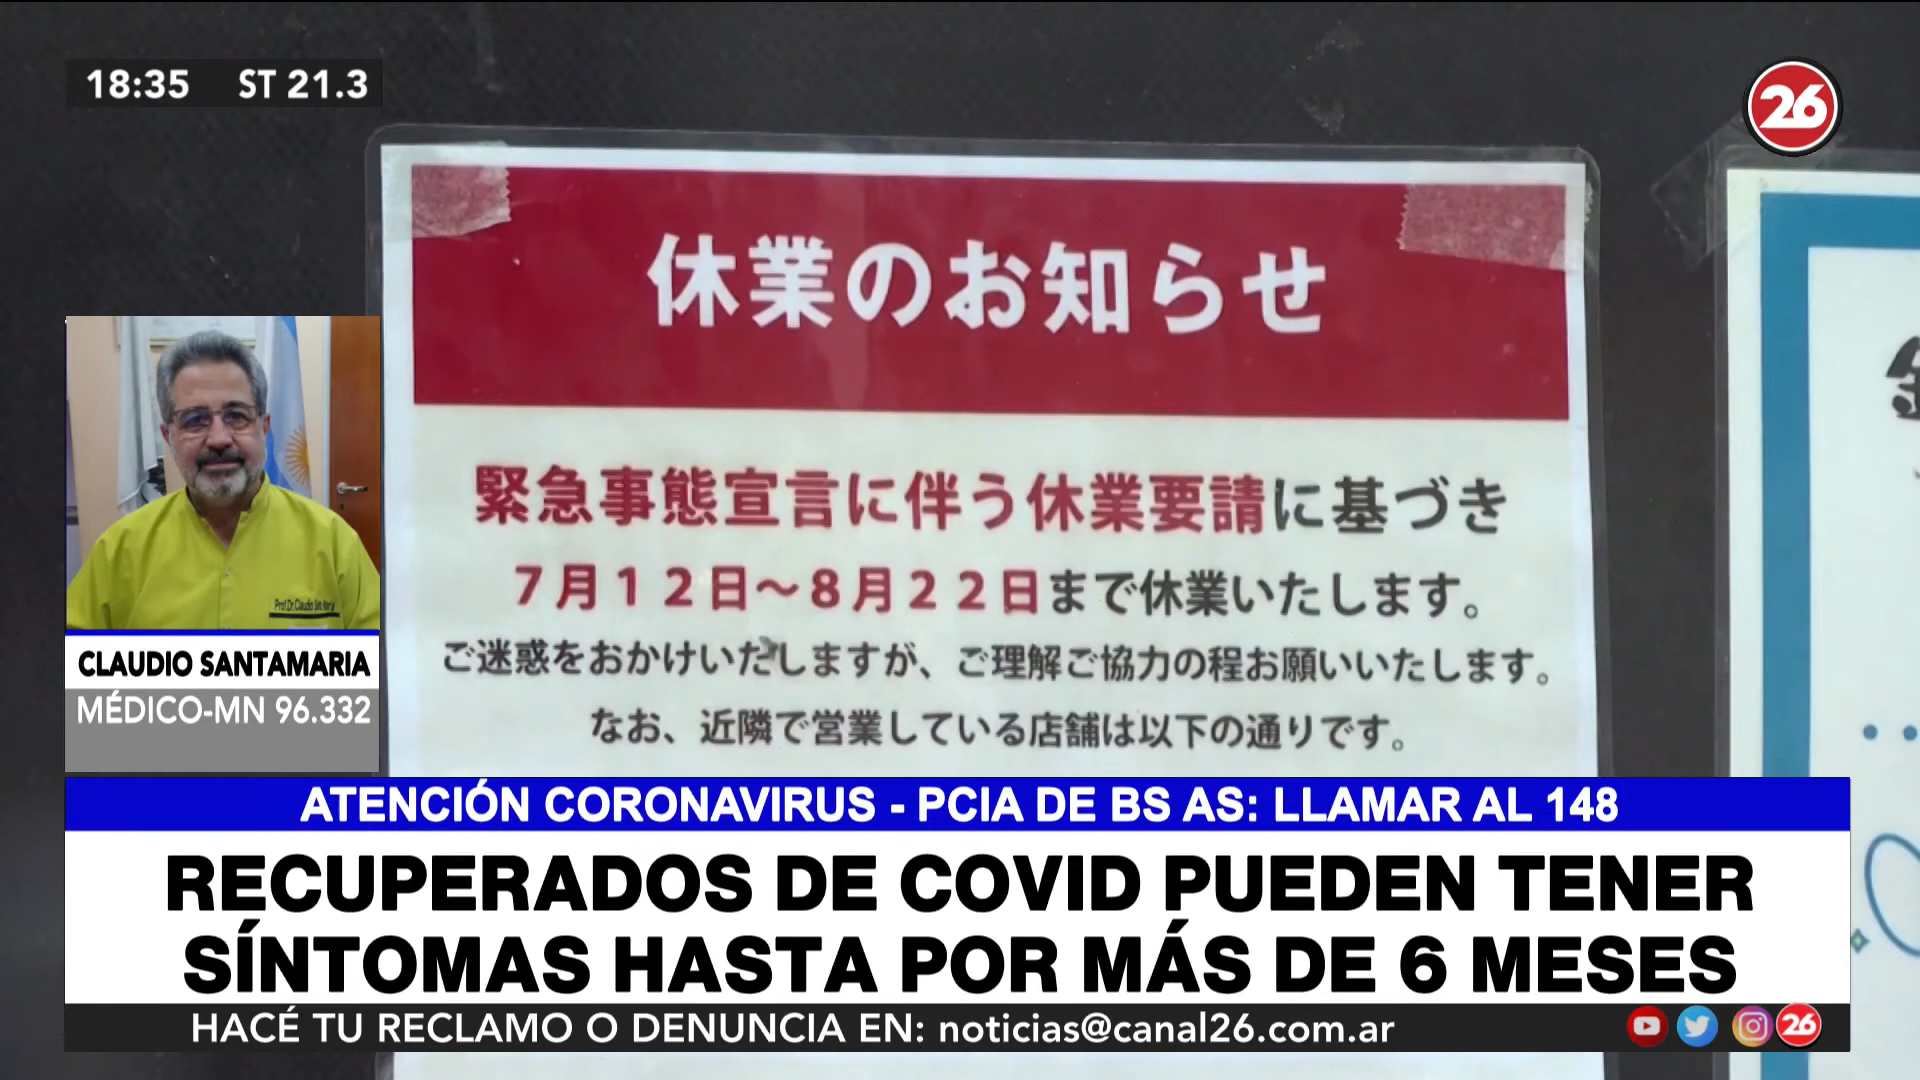 18:35 ST 21.3
26
休業のお知らせ
緊急事態宣言に伴う休業要請に基づき
7月12日～8月22日まで休業いたします。
ご迷惑をおかけいたしますが、ご理解ご協力の程お願いいたします。
なお、近隣で営業している店舗は以下の通りです。
Prof.Dr.Claudio Santa Maria
CLAUDIO SANTAMARIA
MÉDICO-MN 96.332
ATENCIÓN CORONAVIRUS - PCIA DE BS AS: LLAMAR AL 148
RECUPERADOS DE COVID PUEDEN TENER
SÍNTOMAS HASTA POR MÁS DE 6 MESES
HACÉ TU RECLAMO O DENUNCIA EN: noticias@canal26.com.ar
26